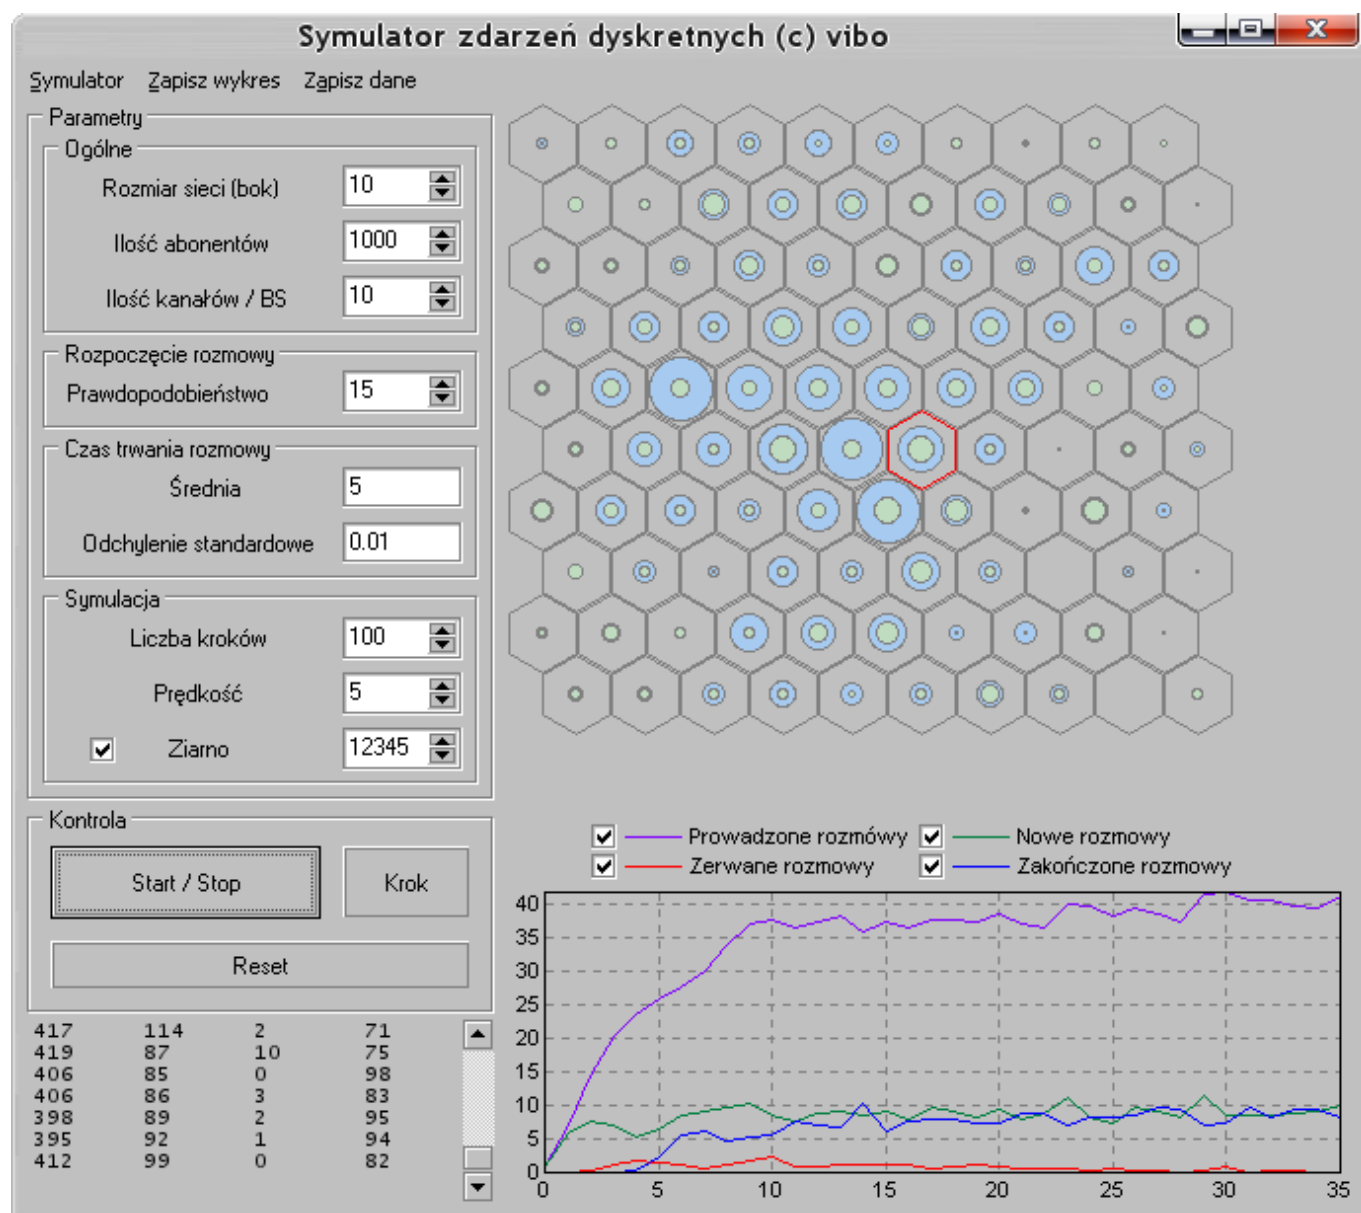 Symulator zdarzeń dyskretnych (c) vibo
Symulator Zapisz wykres Zapisz dane
Parametry
Ogólne
Rozmiar sieci (bok) 10
Ilość abonentów 1000
Ilość kanałów / BS 10
Rozpoczęcie rozmowy
Prawdopodobieństwo 15
Czas trwania rozmowy
Średnia 5
Odchylenie standardowe 0.01
Symulacja
Liczba kroków 100
Prędkość 5
Ziarno 12345
Kontrola
Start / Stop Krok
Reset
417 114 2 71
419 87 10 75
406 85 0 98
406 86 3 83
398 89 2 95
395 92 1 94
412 99 0 82
Prowadzone rozmówy Nowe rozmowy
Zerwane rozmowy Zakończone rozmowy
40
35
30
25
20
15
10
5
0
0 5 10 15 20 25 30 35